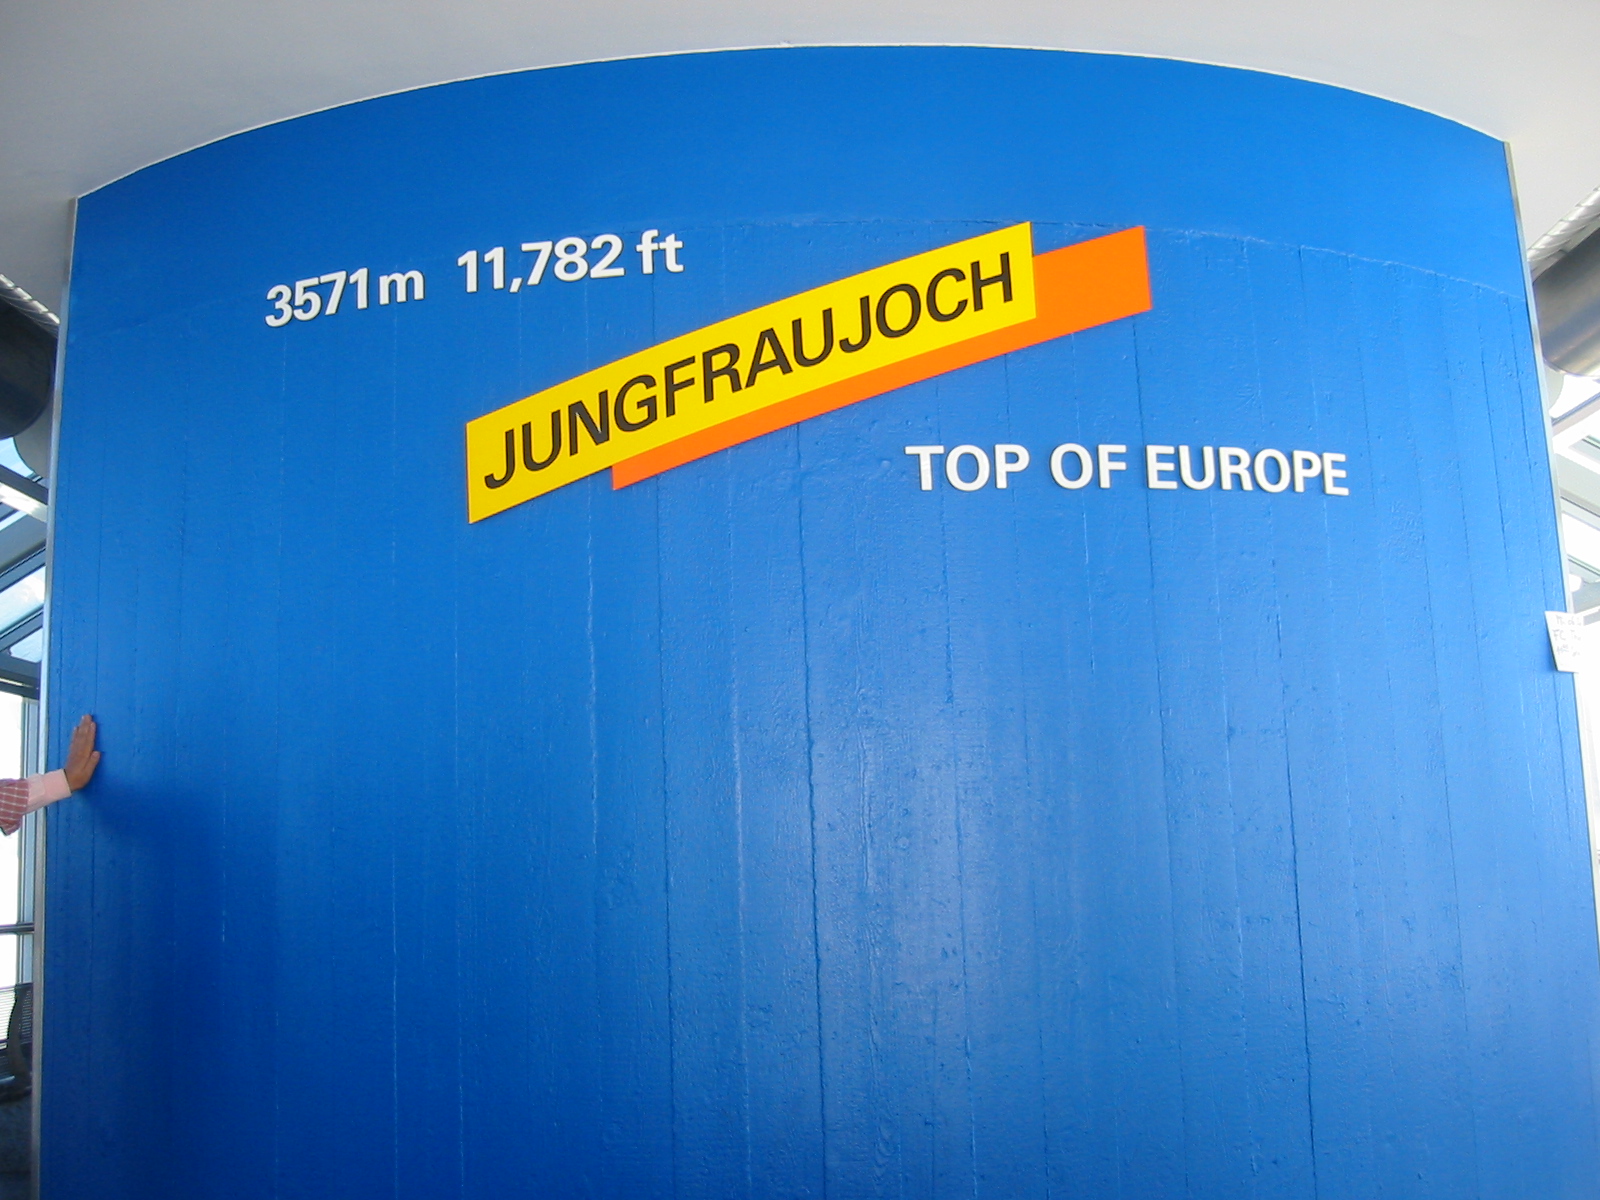 3571m 11,782 ft
JUNGFRAUJOCH
TOP OF EUROPE